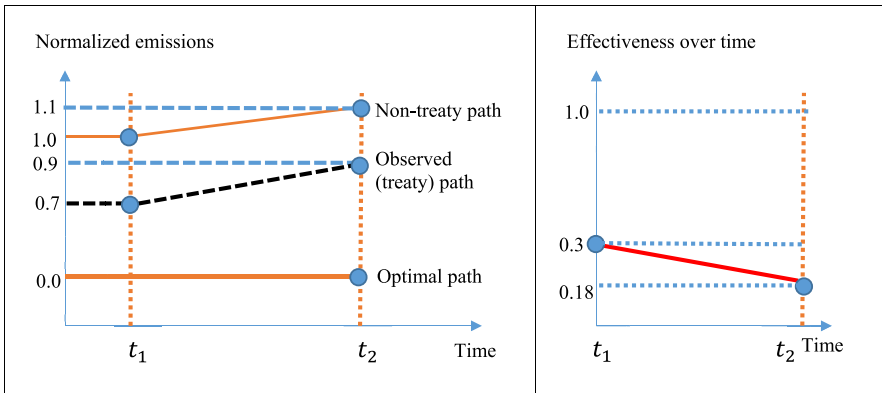 Normalized emissions
1.1
Non-treaty path
1.0
0.9
Observed
(treaty) path
0.7
0.0
Optimal path
t₁
t₂
Time
Effectiveness over time
1.0
0.3
0.18
t₁
t₂
Time